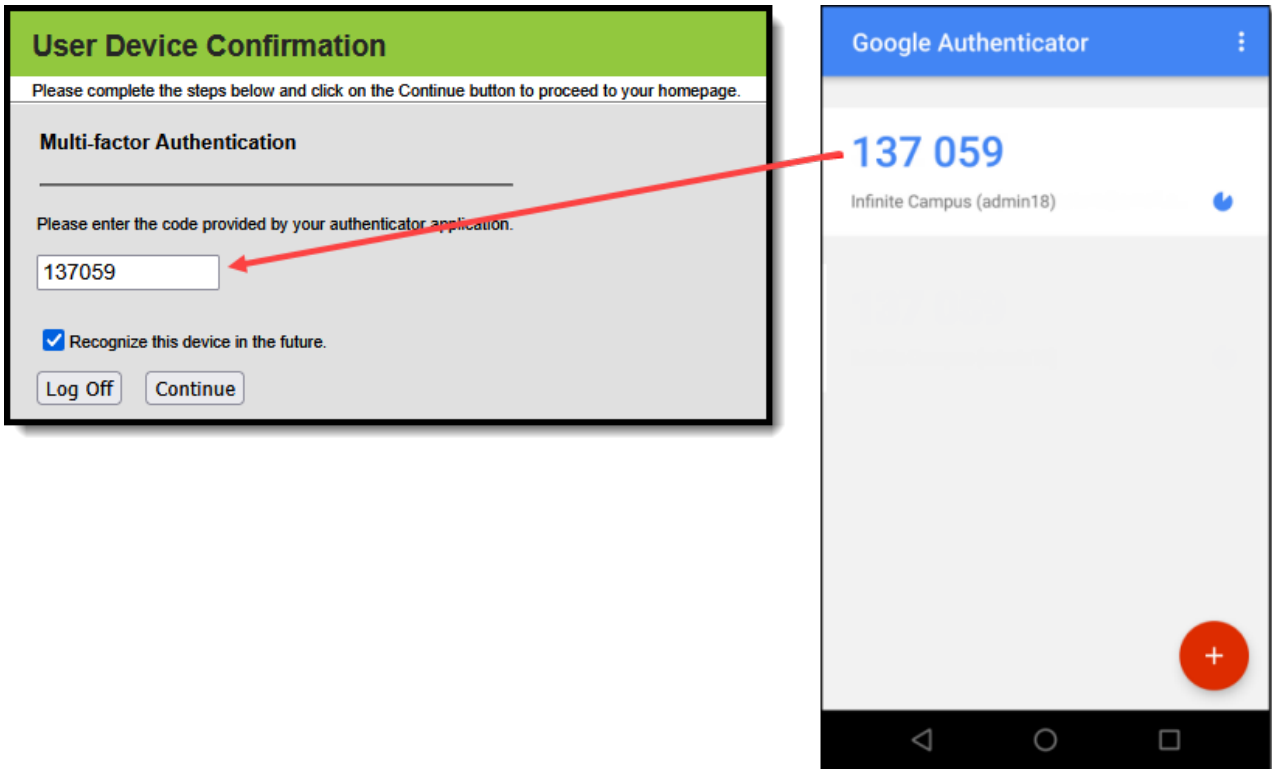 User Device Confirmation
Please complete the steps below and click on the Continue button to proceed to your homepage.
Multi-factor Authentication
Please enter the code provided by your authenticator application.
137059
Recognize this device in the future.
Log Off
Continue
Google Authenticator
137 059
Infinite Campus (admin18)
+